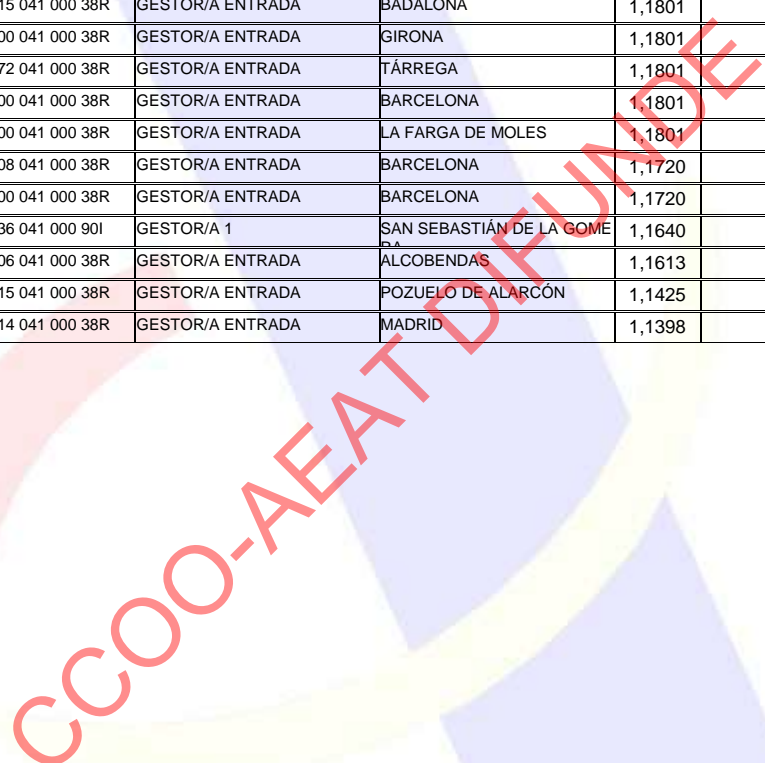 15 041 000 38R GESTOR/A ENTRADA BADALONA 1,1801
00 041 000 38R GESTOR/A ENTRADA GIRONA 1,1801
72 041 000 38R GESTOR/A ENTRADA TÁRREGA 1,1801
00 041 000 38R GESTOR/A ENTRADA BARCELONA 1,1801
00 041 000 38R GESTOR/A ENTRADA LA FARGA DE MOLES 1,1801
08 041 000 38R GESTOR/A ENTRADA BARCELONA 1,1720
00 041 000 38R GESTOR/A ENTRADA BARCELONA 1,1720
36 041 000 90I GESTOR/A 1 SAN SEBASTIÁN DE LA GOME 1,1640
06 041 000 38R GESTOR/A ENTRADA ALCOBENDAS 1,1613
15 041 000 38R GESTOR/A ENTRADA POZUELO DE ALARCÓN 1,1425
14 041 000 38R GESTOR/A ENTRADA MADRID 1,1398
CCOO-AEAT DIFUNDE